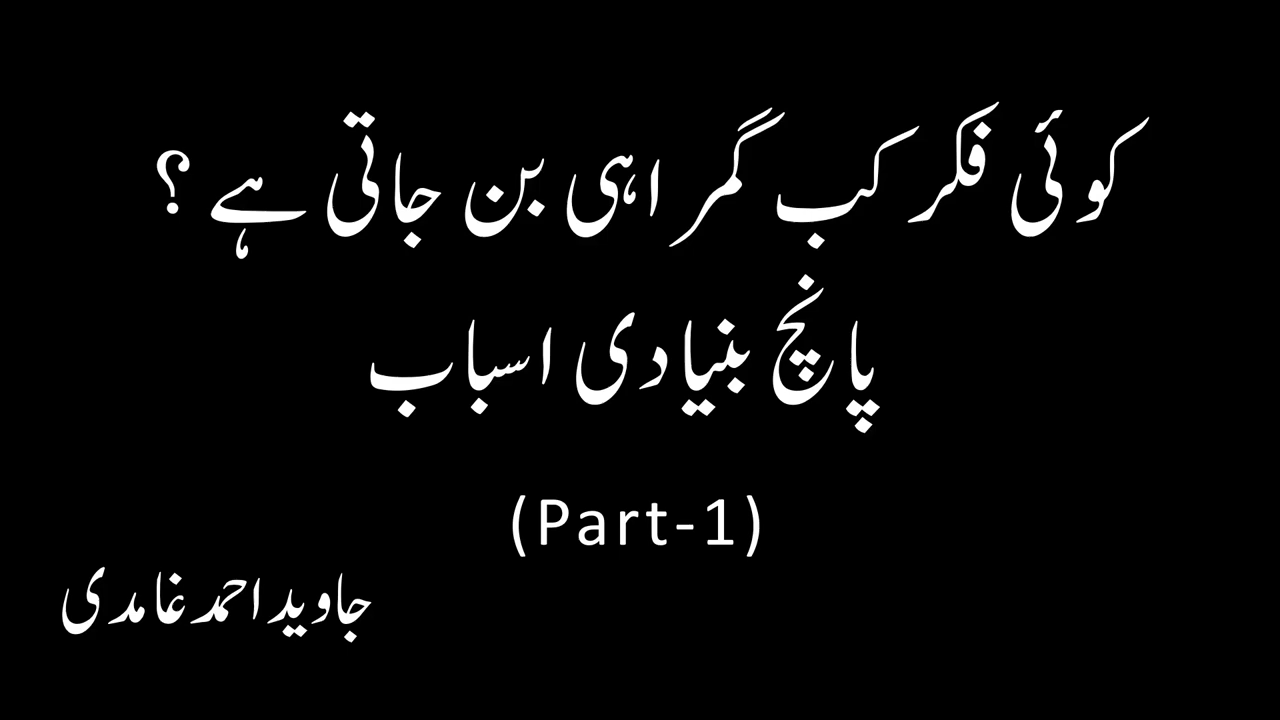 کوئی فکر کب گمراہی بن جاتی ہے ؟
پانچ بنیادی اسباب
(Part-1)
جاوید احمد غامدی